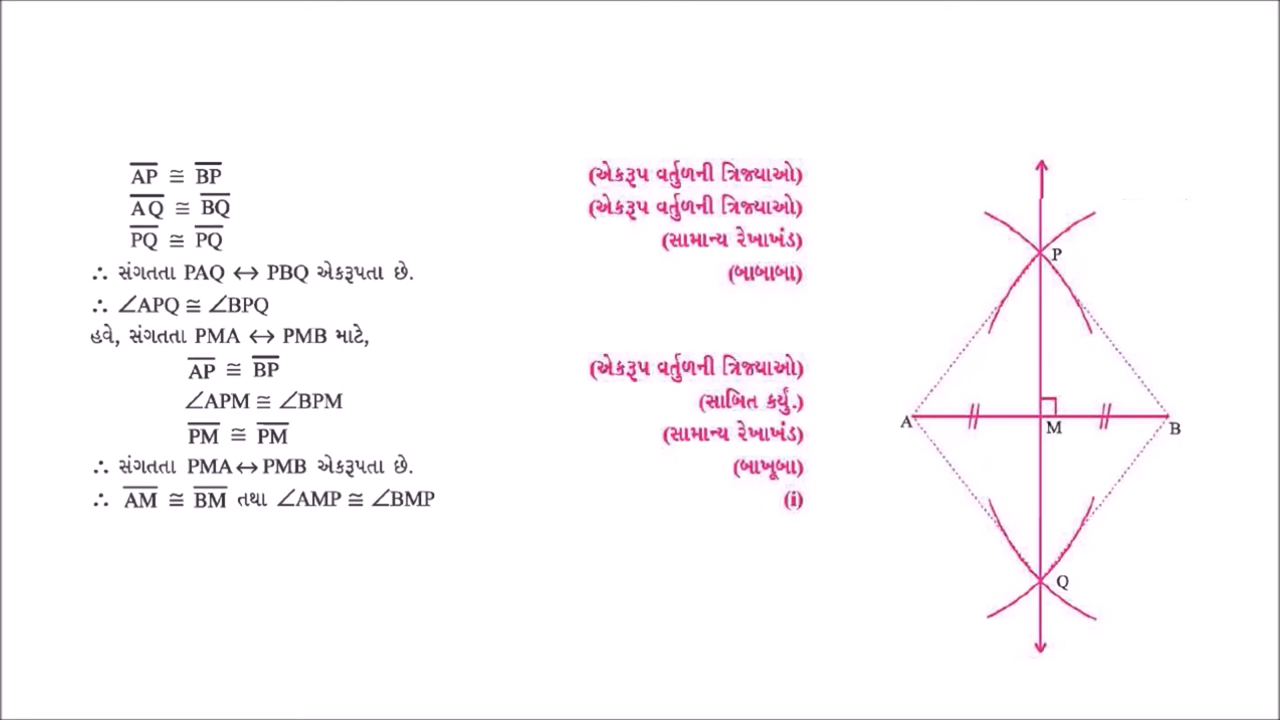 AP ≅ BP (એકરૂપ વર્તુળની ત્રિજ્યાઓ)
AQ ≅ BQ (એકરૂપ વર્તુળની ત્રિજ્યાઓ)
PQ ≅ PQ (સામાન્ય રેખાખંડ)
∴ સંગતતા PAQ ↔ PBQ એકરૂપતા છે. (બાબાબા)
∴ ∠APQ ≅ ∠BPQ
હવે, સંગતતા PMA ↔ PMB માટે,
AP ≅ BP (એકરૂપ વર્તુળની ત્રિજ્યાઓ)
∠APM ≅ ∠BPM (સાબિત કર્યું.)
PM ≅ PM (સામાન્ય રેખાખંડ)
∴ સંગતતા PMA ↔ PMB એકરૂપતા છે. (બાખૂબા)
∴ AM ≅ BM તથા ∠AMP ≅ ∠BMP (i)
P
A M B
Q